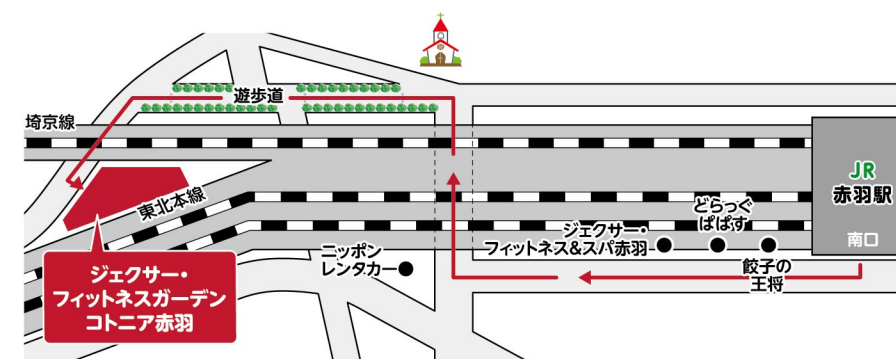 遊歩道
埼京線
JR
赤羽駅
南口
東北本線
どらっぐ
ぱぱす
ジェクサー・
フィットネス&スパ赤羽
餃子の
王将
ニッポン
レンタカー
ジェクサー・
フィットネスガーデン
コトニア赤羽